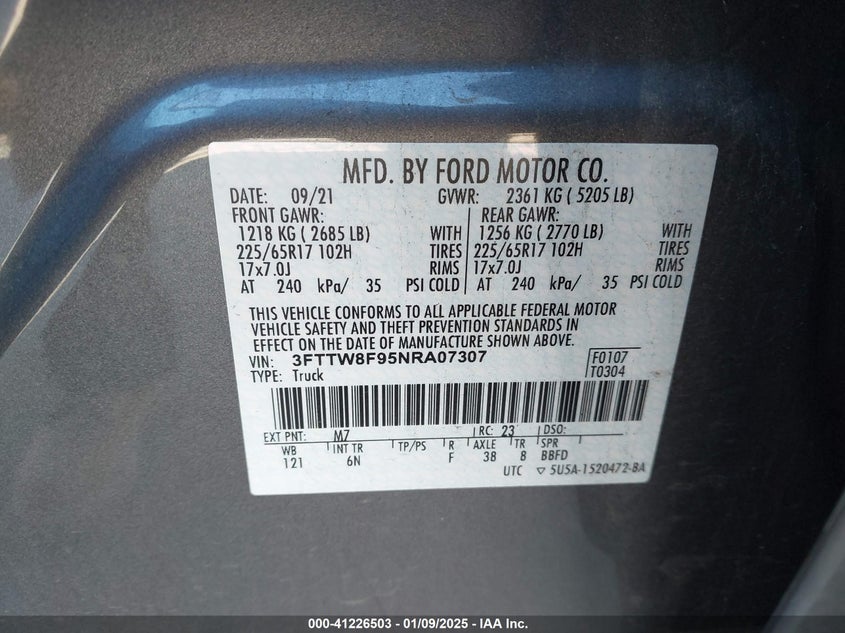 MFD. BY FORD MOTOR CO.
DATE: 09/21 GVWR: 2361 KG ( 5205 LB)
FRONT GAWR: REAR GAWR:
1218 KG ( 2685 LB) WITH 1256 KG ( 2770 LB) WITH
225/65R17 102H TIRES 225/65R17 102H TIRES
17x7.0J RIMS 17x7.0J RIMS
AT 240 kPa/ 35 PSI COLD AT 240 kPa/ 35 PSI COLD
THIS VEHICLE CONFORMS TO ALL APPLICABLE FEDERAL MOTOR
VEHICLE SAFETY AND THEFT PREVENTION STANDARDS IN
EFFECT ON THE DATE OF MANUFACTURE SHOWN ABOVE.
VIN: 3FTTW8F95NRA07307 F0107
TYPE: Truck T0304
EXT PNT: M7 RC: 23 DSO:
WB INT TR TP/PS R AXLE TR SPR
121 6N F 38 8 BBFD
UTC ▽ 5U5A-1520472-BA
000-41226503 - 01/09/2025 - IAA Inc.